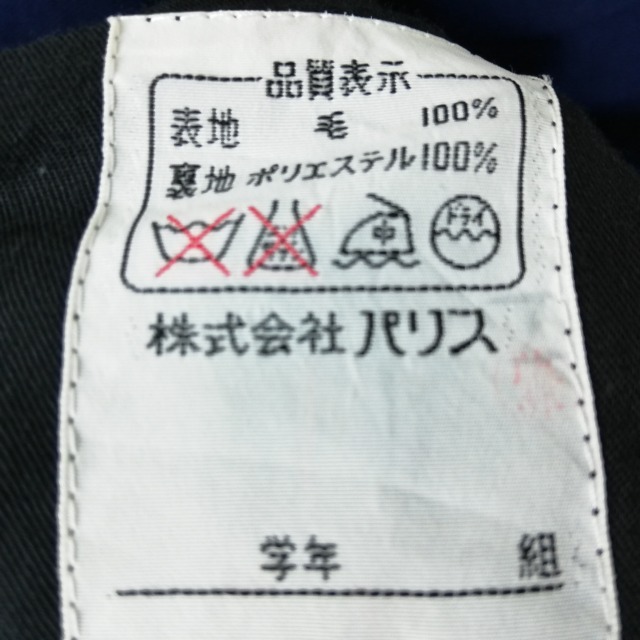 品質表示
表地 毛 100%
裏地 ポリエステル 100%
中 ドライ
株式会社 パリス
学年 組